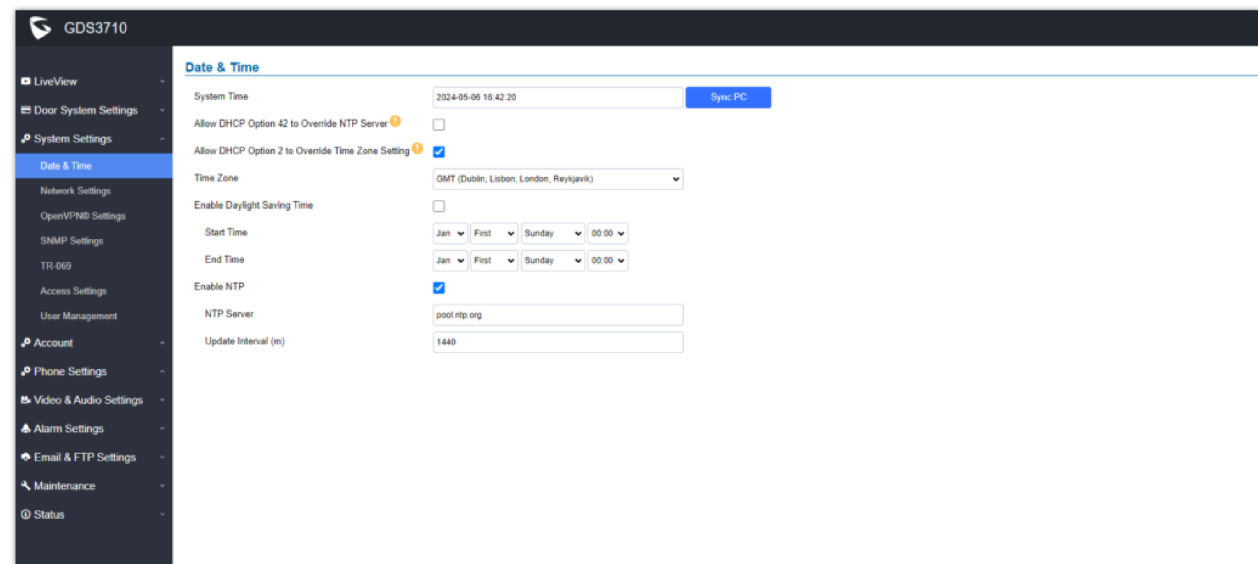 GDS3710
LiveView
Door System Settings
System Settings
Date & Time
Network Settings
OpenVPN® Settings
SNMP Settings
TR-069
Access Settings
User Management
Account
Phone Settings
Video & Audio Settings
Alarm Settings
Email & FTP Settings
Maintenance
Status
Date & Time
System Time 2024-05-06 16:42:20 Sync PC
Allow DHCP Option 42 to Override NTP Server
Allow DHCP Option 2 to Override Time Zone Setting
Time Zone GMT (Dublin, Lisbon, London, Reykjavik)
Enable Daylight Saving Time
Start Time Jan First Sunday 00:00
End Time Jan First Sunday 00:00
Enable NTP
NTP Server pool.ntp.org
Update Interval (m) 1440